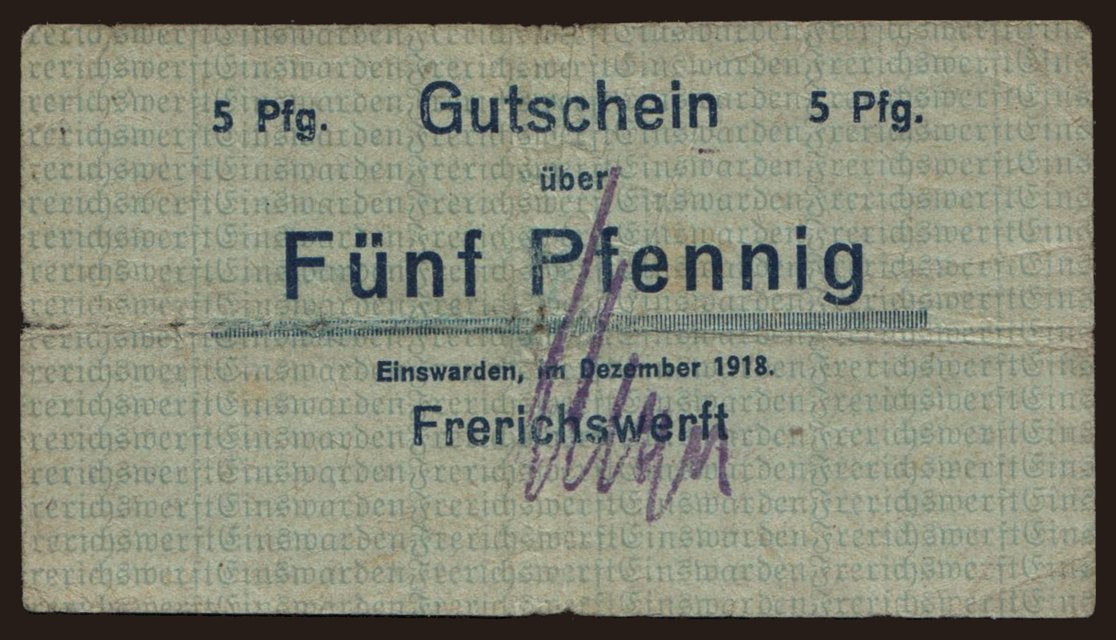 5 Pfg. Gutschein 5 Pfg.
über
Fünf Pfennig
Einswarden, im Dezember 1918.
Frerichswerft